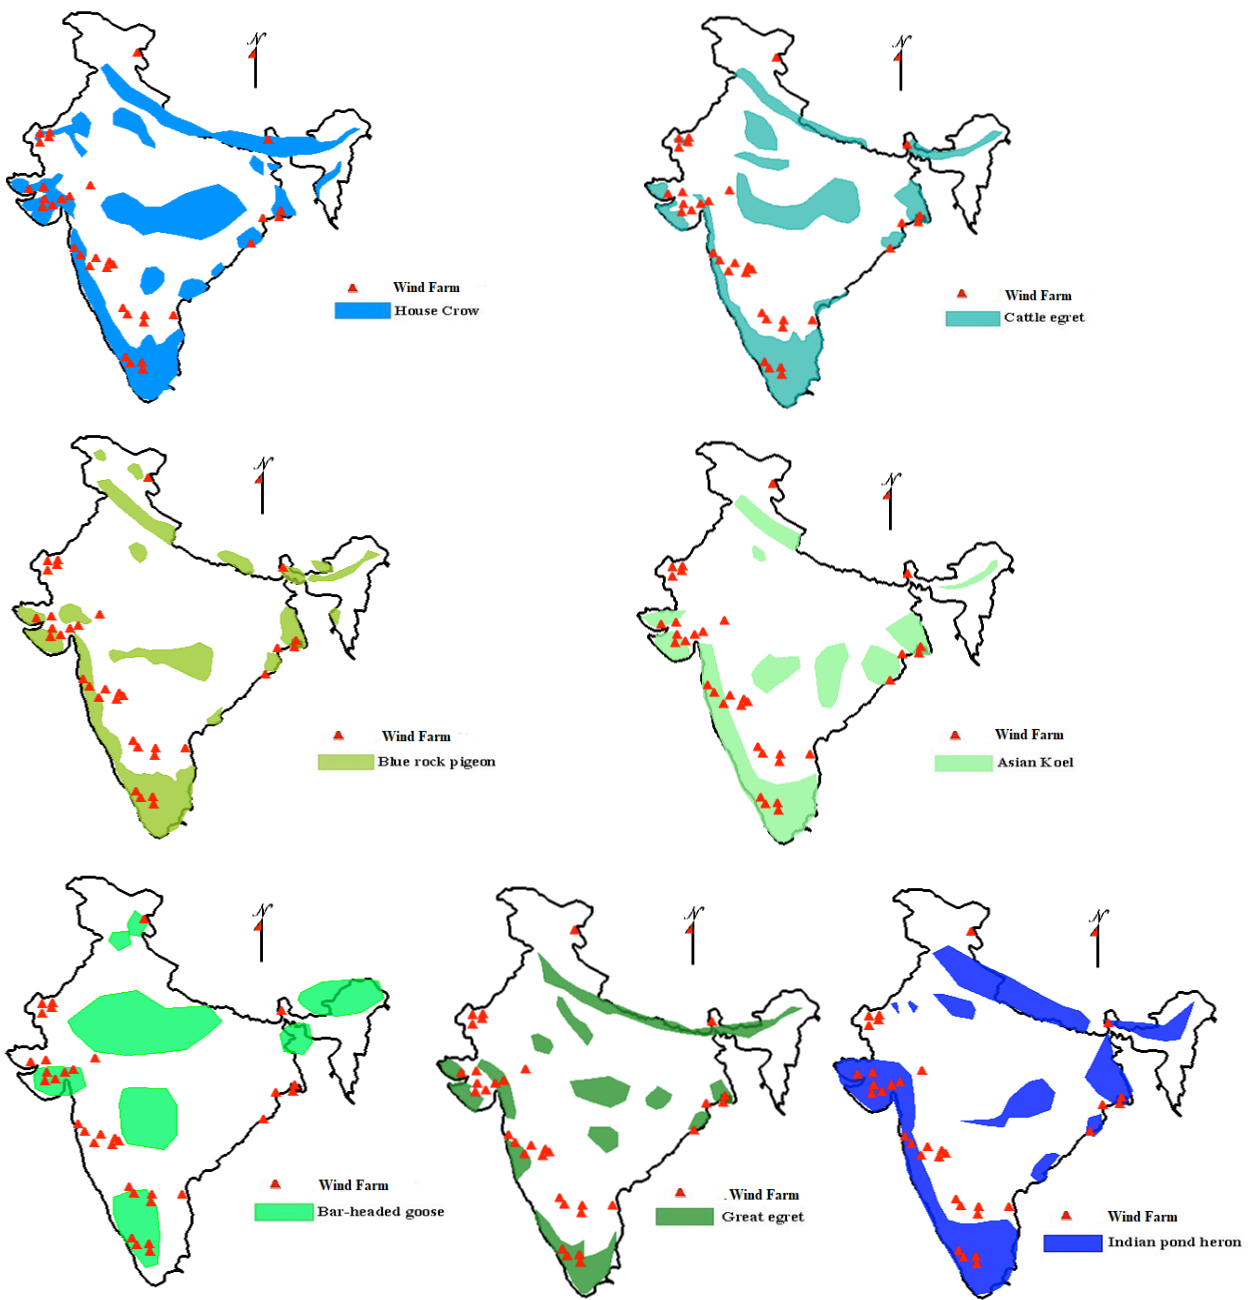 N
N
Wind Farm
House Crow
Wind Farm
Cattle egret
N
N
Wind Farm
Blue rock pigeon
Wind Farm
Asian Koel
N
N
N
Wind Farm
Bar-headed goose
Wind Farm
Great egret
Wind Farm
Indian pond heron